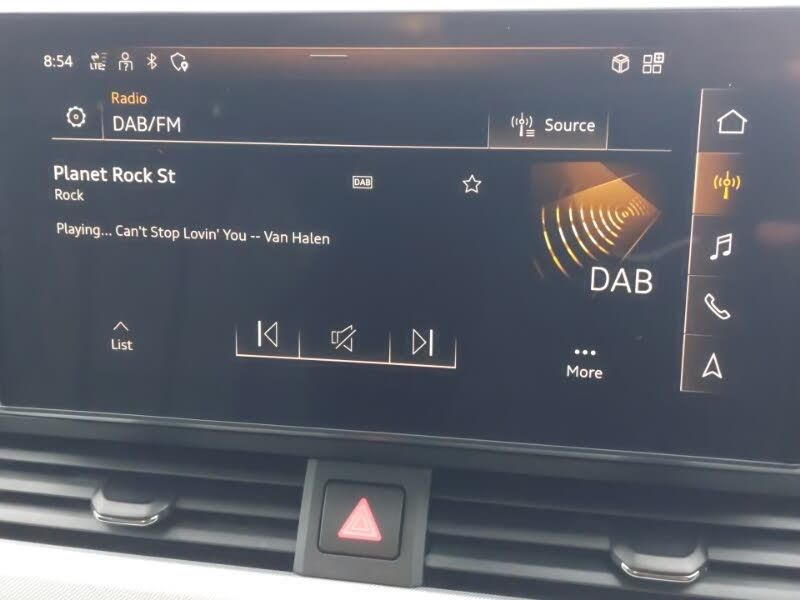 8:54
LTE
Radio
DAB/FM
Source
Planet Rock St
DAB
Rock
Playing... Can't Stop Lovin' You -- Van Halen
DAB
List
More